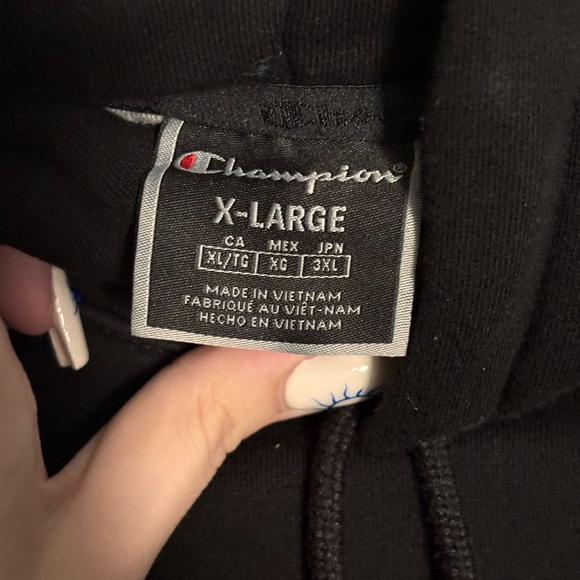 Champion®
X-LARGE
CA MEX JPN
XL/TG XG 3XL
MADE IN VIETNAM
FABRIQUÉ AU VIÊT-NAM
HECHO EN VIETNAM